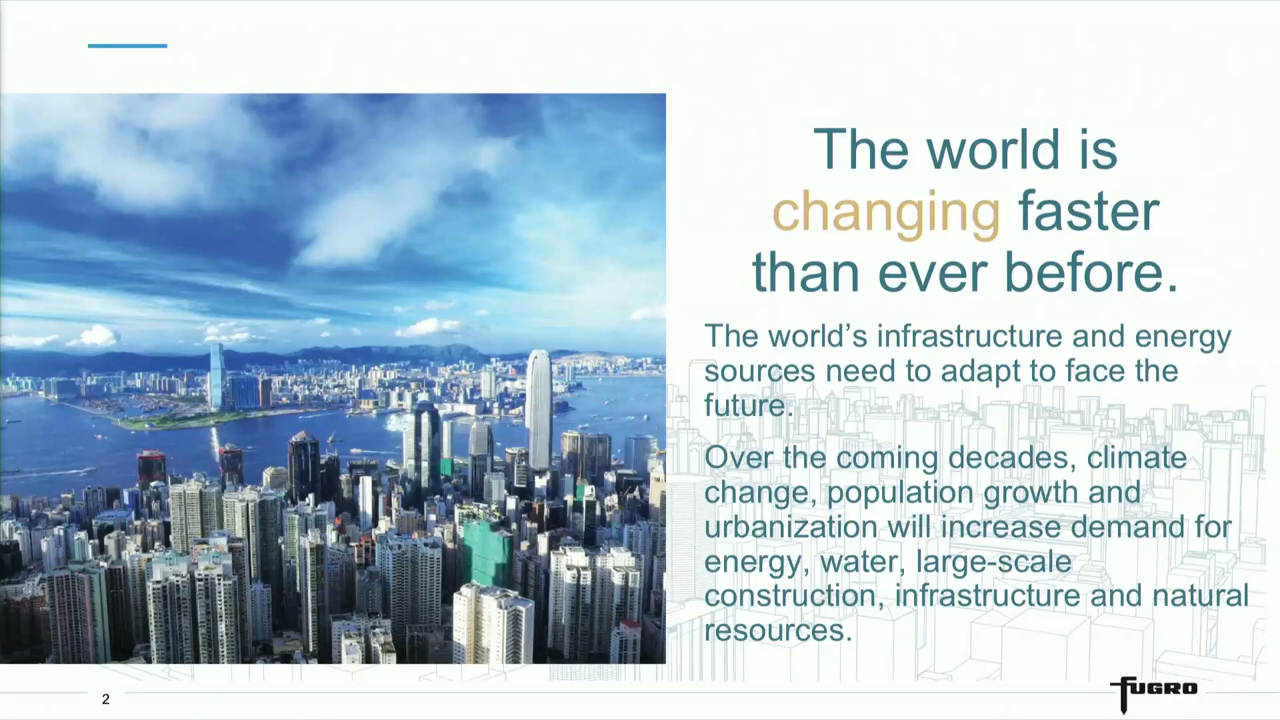 The world is
changing faster
than ever before.
The world’s infrastructure and energy
sources need to adapt to face the
future.
Over the coming decades, climate
change, population growth and
urbanization will increase demand for
energy, water, large-scale
construction, infrastructure and natural
resources.
2
FUGRO